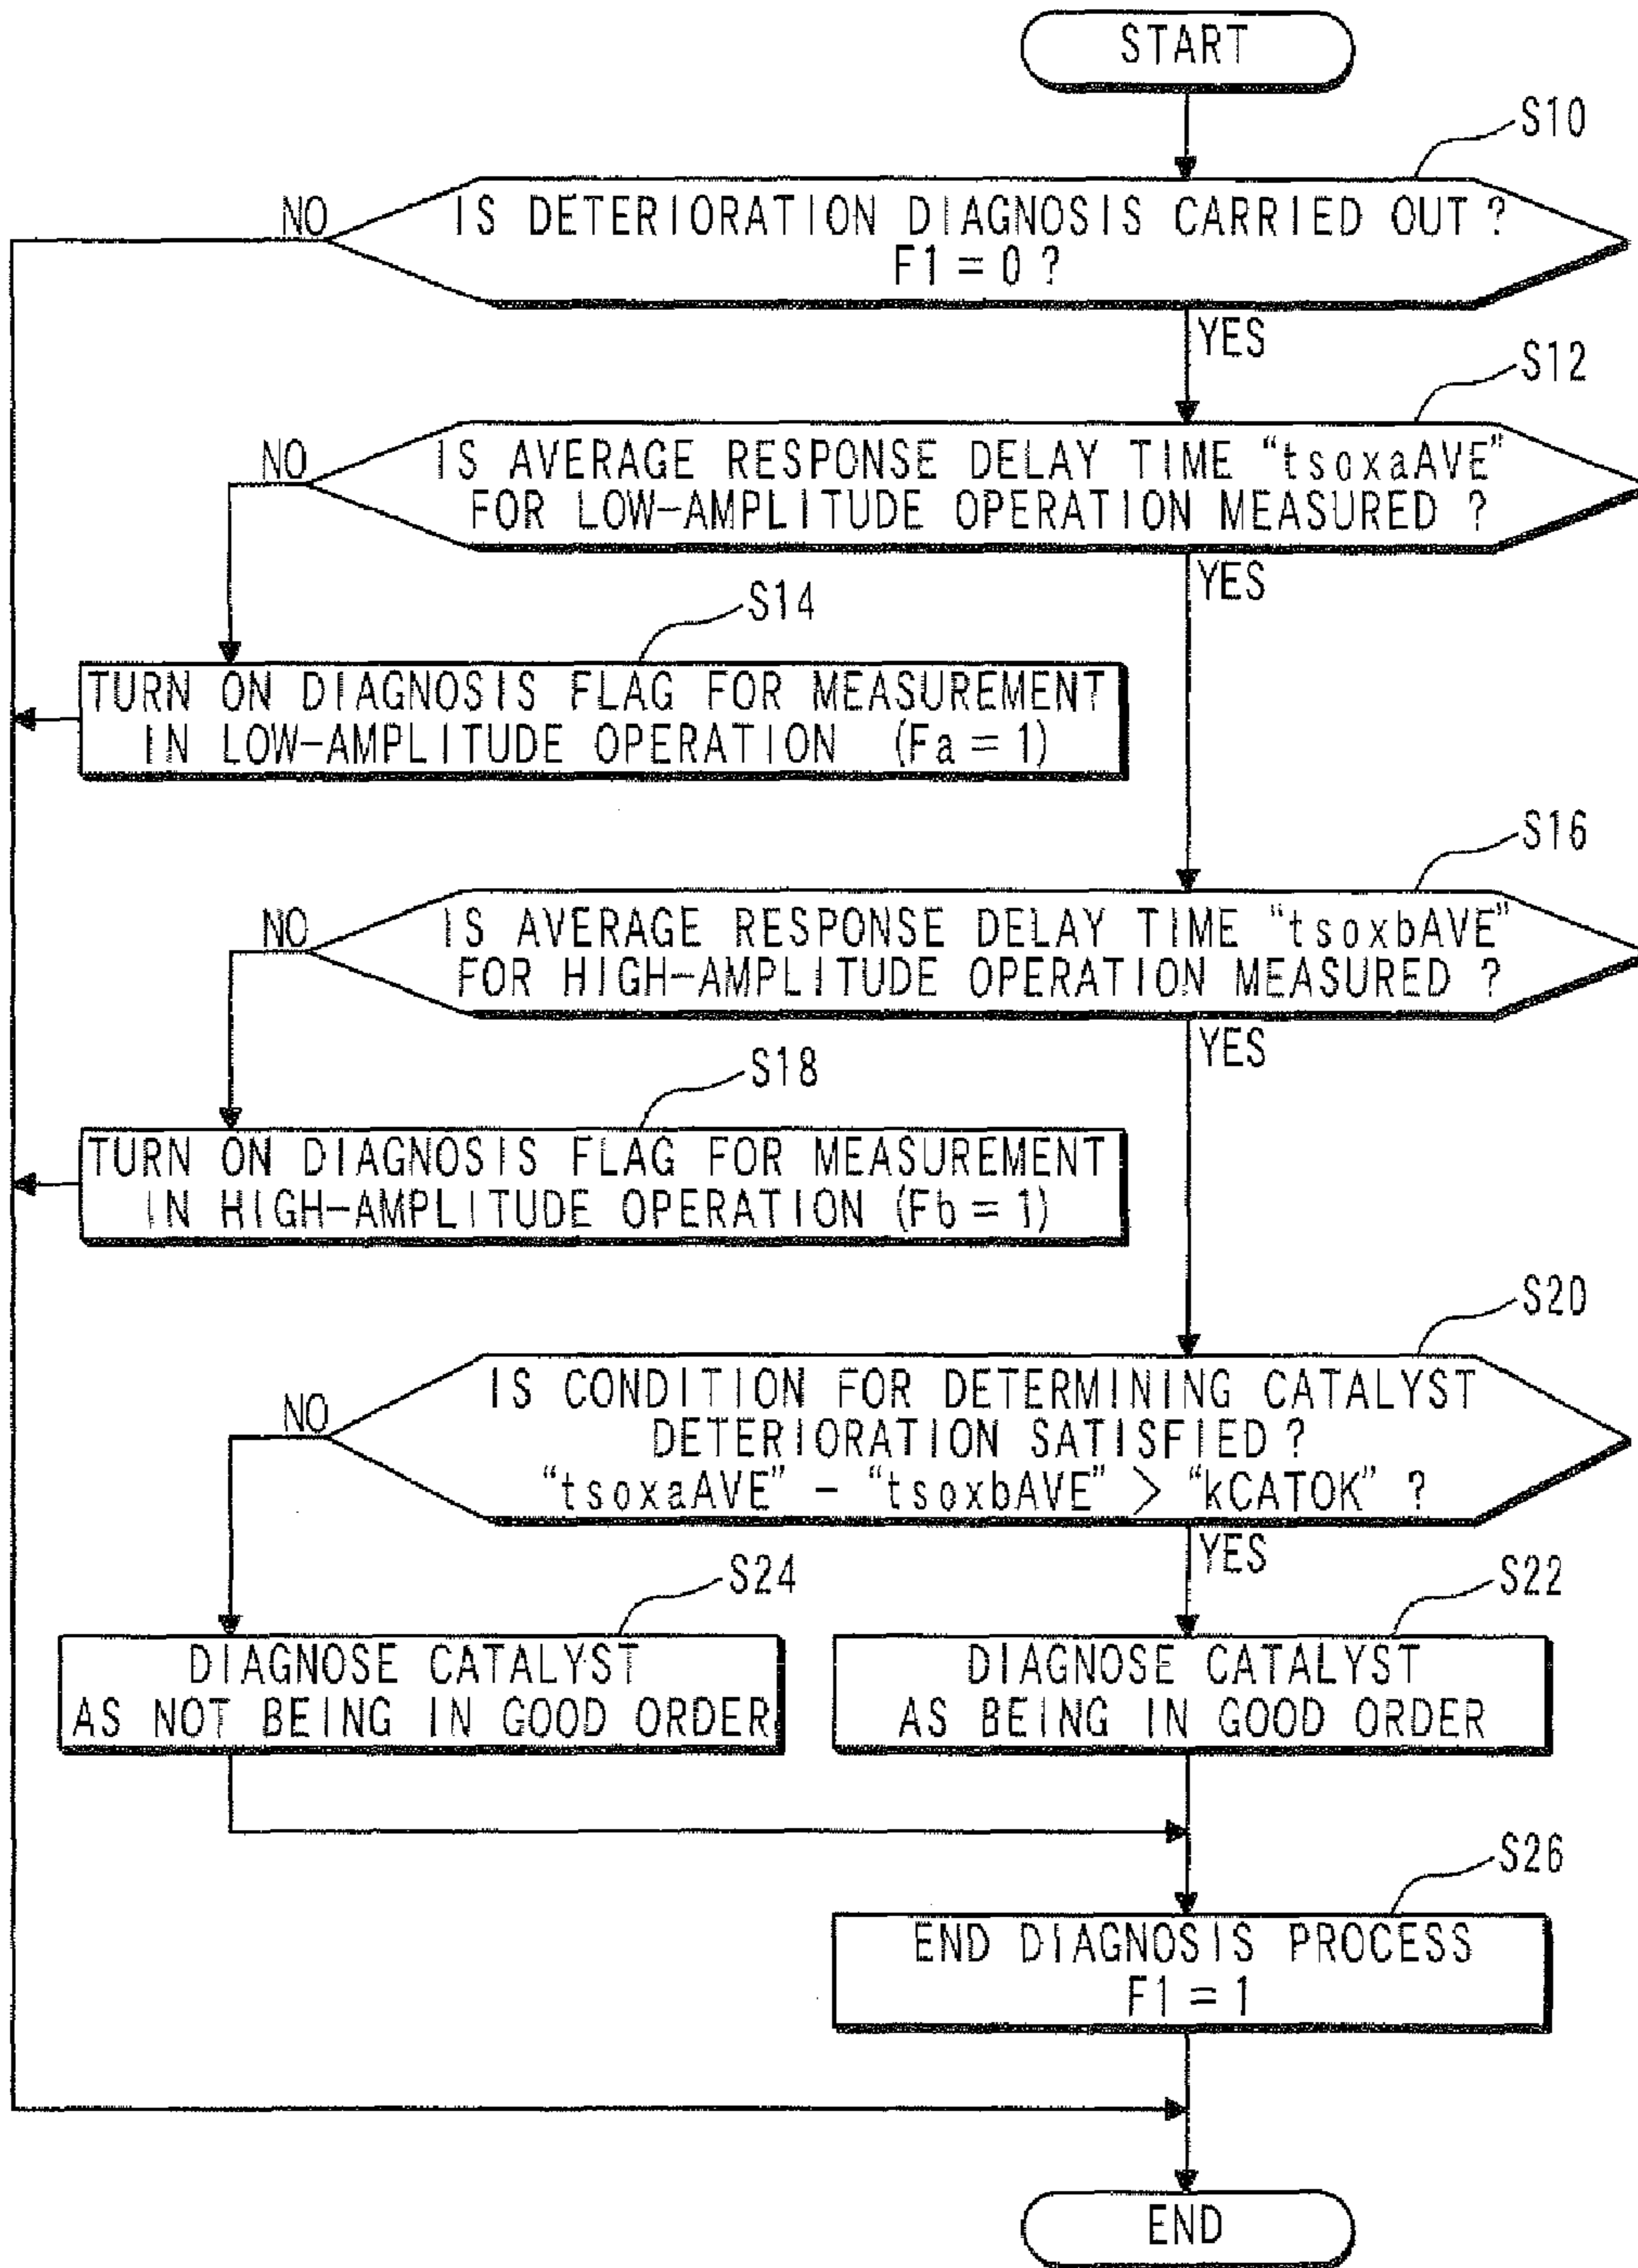 START
S10
IS DETERIORATION DIAGNOSIS CARRIED OUT ?
F1 = 0 ?
NO
YES
S12
IS AVERAGE RESPONSE DELAY TIME “tsoxaAVE”
FOR LOW-AMPLITUDE OPERATION MEASURED ?
NO
YES
S14
TURN ON DIAGNOSIS FLAG FOR MEASUREMENT
IN LOW-AMPLITUDE OPERATION (Fa = 1)
S16
IS AVERAGE RESPONSE DELAY TIME “tsoxbAVE”
FOR HIGH-AMPLITUDE OPERATION MEASURED ?
NO
YES
S18
TURN ON DIAGNOSIS FLAG FOR MEASUREMENT
IN HIGH-AMPLITUDE OPERATION (Fb = 1)
S20
IS CONDITION FOR DETERMINING CATALYST
DETERIORATION SATISFIED ?
“tsoxaAVE” - “tsoxbAVE” > “kCATOK” ?
NO
YES
S24
DIAGNOSE CATALYST
AS NOT BEING IN GOOD ORDER
S22
DIAGNOSE CATALYST
AS BEING IN GOOD ORDER
S26
END DIAGNOSIS PROCESS
F1 = 1
END